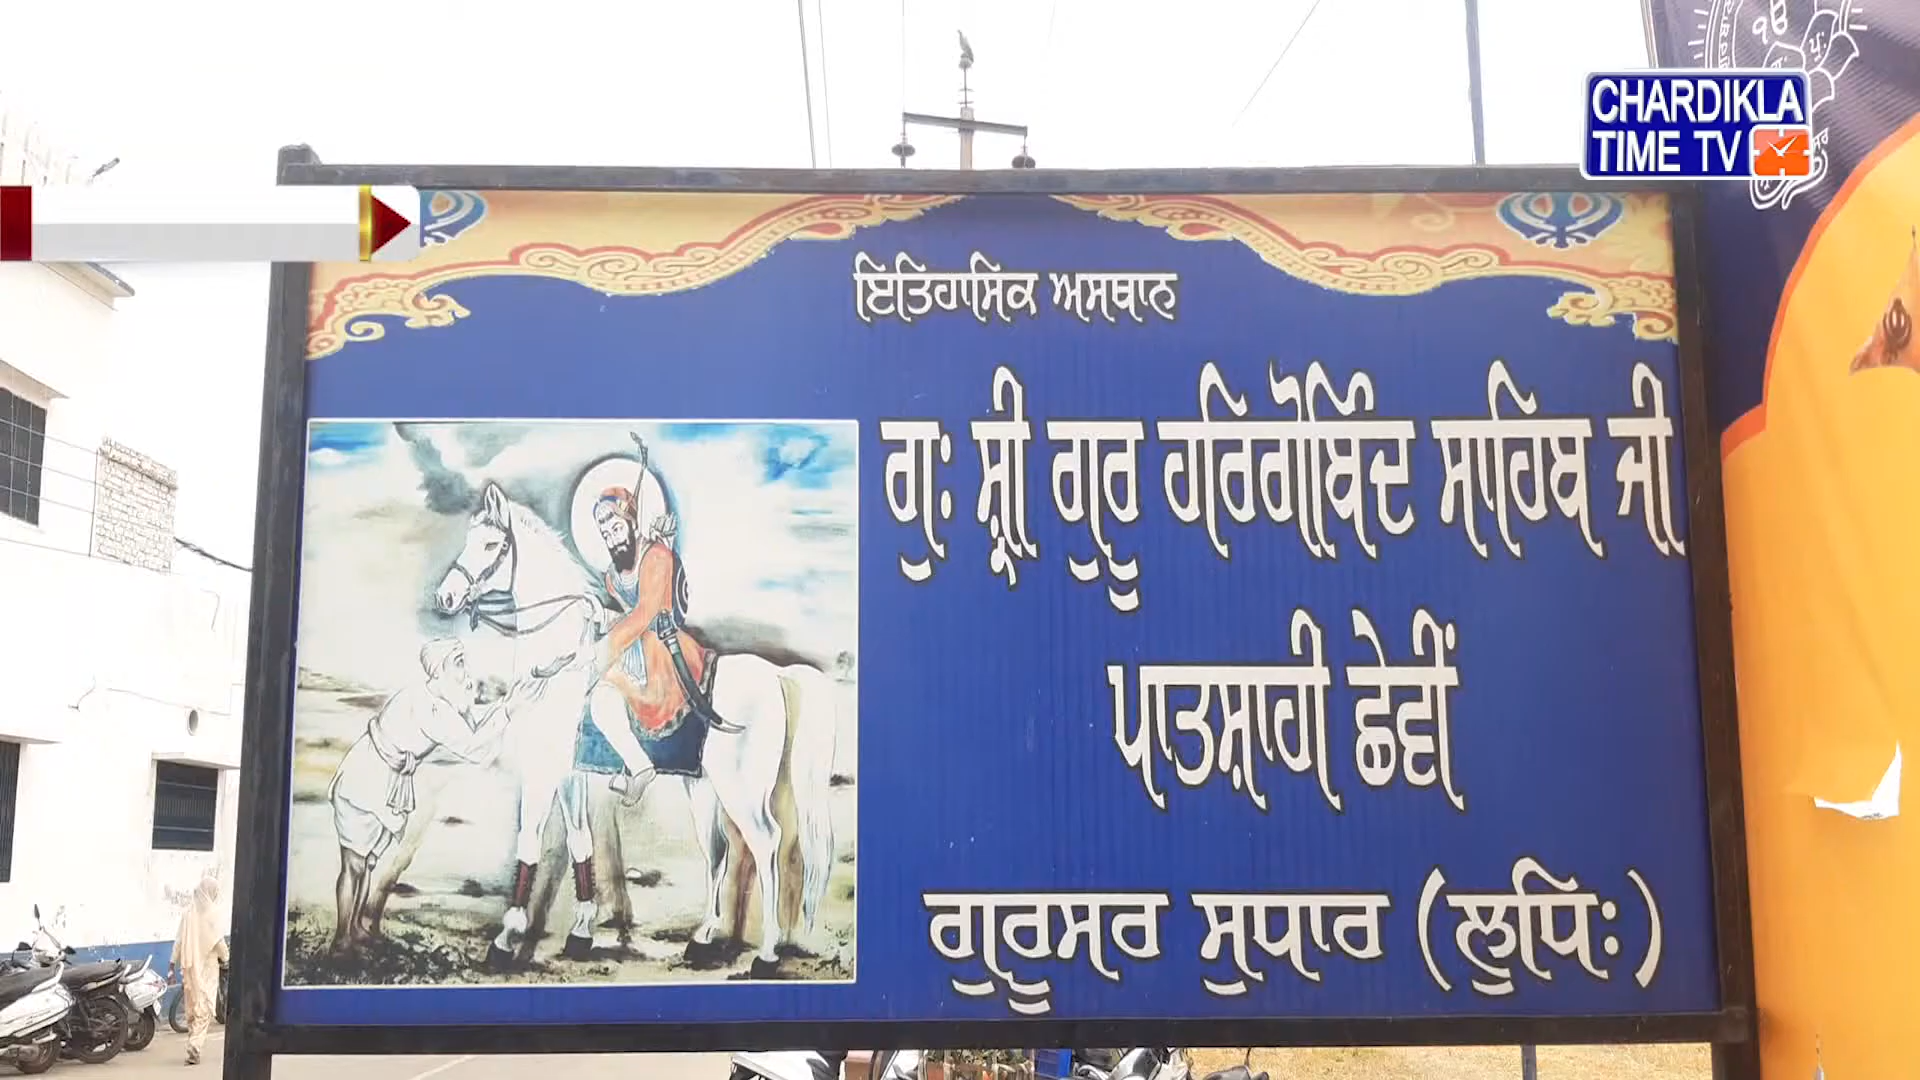 CHARDIKLA
TIME TV
ਇਤਿਹਾਸਿਕ ਅਸਥਾਨ
ਗੁਃ ਸ਼੍ਰੀ ਗੁਰੂ ਹਰਿਗੋਬਿੰਦ ਸਾਹਿਬ ਜੀ
ਪਾਤਸ਼ਾਹੀ ਛੇਵੀਂ
ਗੁਰੂਸਰ ਸੁਧਾਰ (ਲੁਧਿਃ)